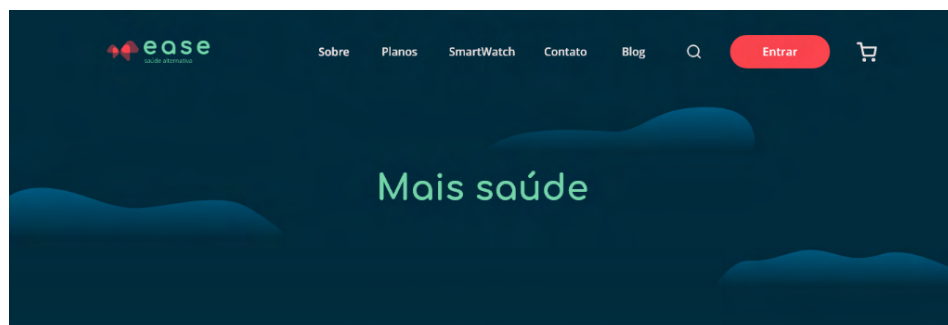 ease
saúde alternativa
Sobre Planos SmartWatch Contato Blog Entrar
Mais saúde